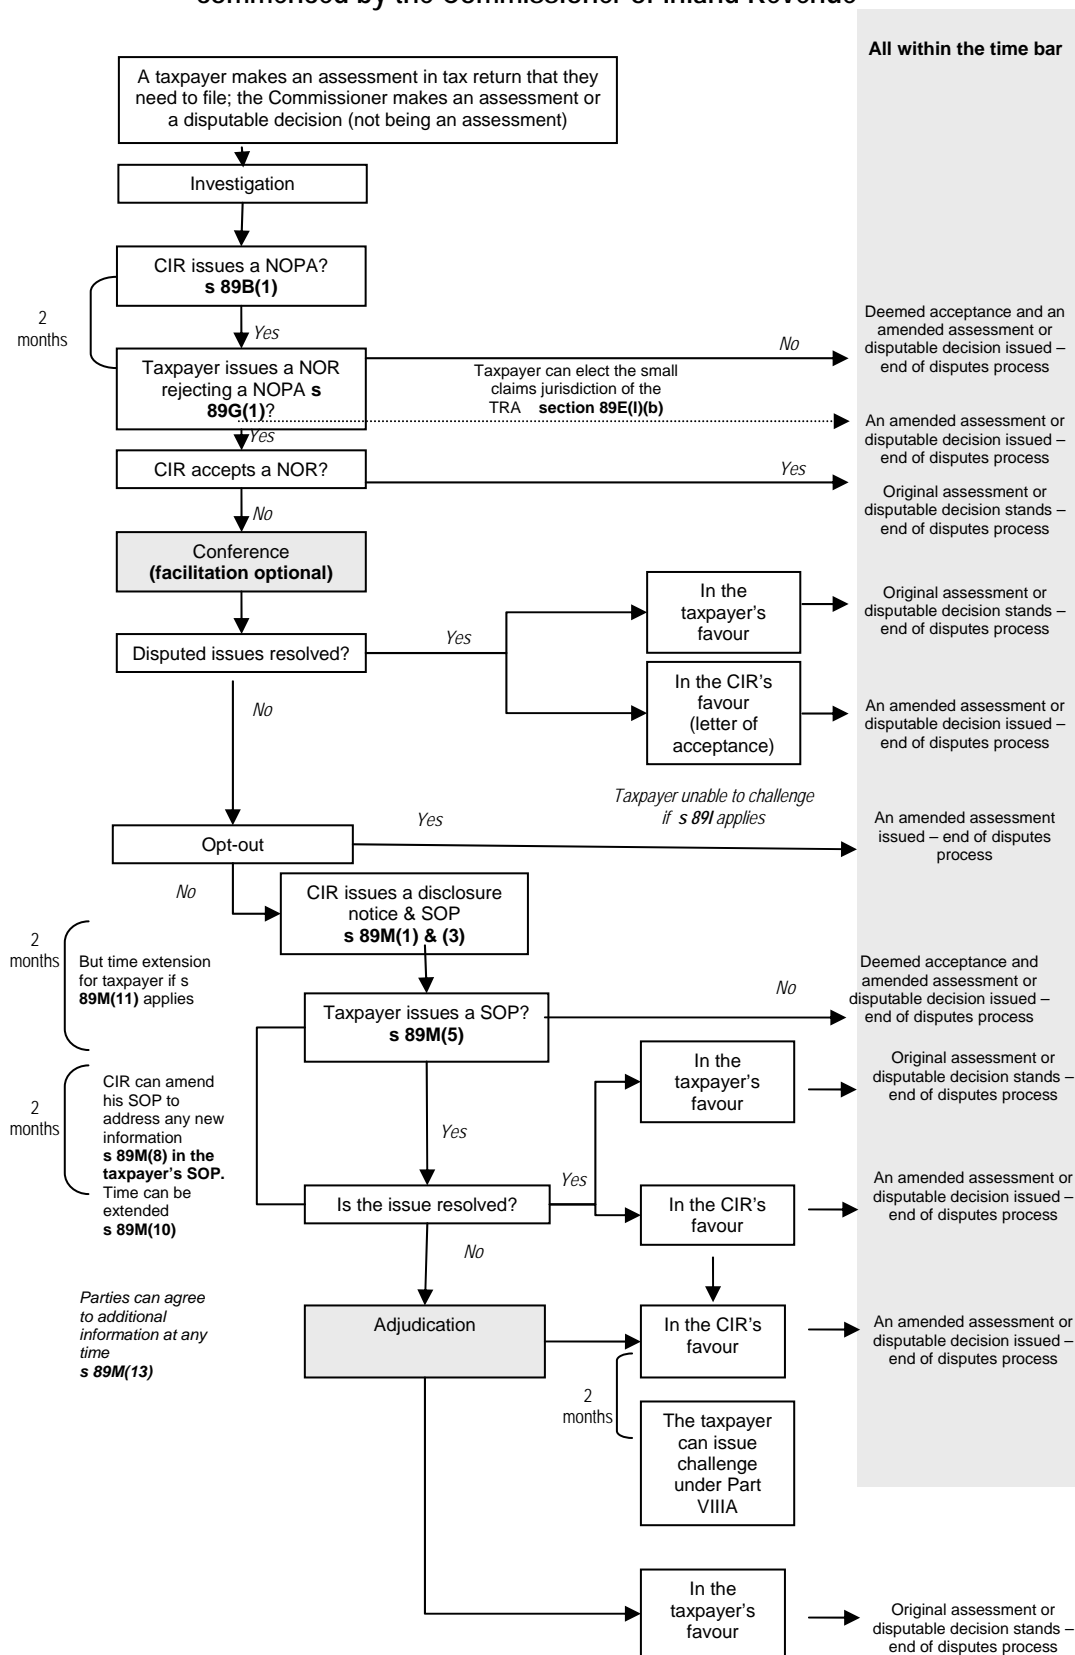 commenced by the Commissioner of Inland Revenue
All within the time bar
A taxpayer makes an assessment in tax return that they
need to file; the Commissioner makes an assessment or
a disputable decision (not being an assessment)
Investigation
CIR issues a NOPA?
s 89B(1)
2
months
Yes
Taxpayer issues a NOR
rejecting a NOPA s
89G(1)?
No
Deemed acceptance and an
amended assessment or
disputable decision issued –
end of disputes process
Taxpayer can elect the small
claims jurisdiction of the
TRA section 89E(I)(b)
An amended assessment or
disputable decision issued –
end of disputes process
Yes
CIR accepts a NOR?
Yes
Original assessment or
disputable decision stands –
end of disputes process
No
Conference
(facilitation optional)
Disputed issues resolved?
Yes
In the
taxpayer's
favour
Original assessment or
disputable decision stands –
end of disputes process
In the CIR's
favour
(letter of
acceptance)
An amended assessment or
disputable decision issued –
end of disputes process
No
Opt-out
Yes
Taxpayer unable to challenge
if s 89I applies
An amended assessment
issued – end of disputes
process
No
CIR issues a disclosure
notice & SOP
s 89M(1) & (3)
2
months
But time extension
for taxpayer if s
89M(11) applies
Taxpayer issues a SOP?
s 89M(5)
No
Deemed acceptance and
amended assessment or
disputable decision issued –
end of disputes process
2
months
CIR can amend
his SOP to
address any new
information
s 89M(8) in the
taxpayer's SOP.
Time can be
extended
s 89M(10)
Yes
In the
taxpayer's
favour
Original assessment or
disputable decision stands –
end of disputes process
Is the issue resolved?
Yes
In the CIR's
favour
An amended assessment or
disputable decision issued –
end of disputes process
No
Parties can agree
to additional
information at any
time
s 89M(13)
Adjudication
In the CIR's
favour
An amended assessment or
disputable decision issued –
end of disputes process
2
months
The taxpayer
can issue
challenge
under Part
VIIIA
In the
taxpayer's
favour
Original assessment or
disputable decision stands –
end of disputes process